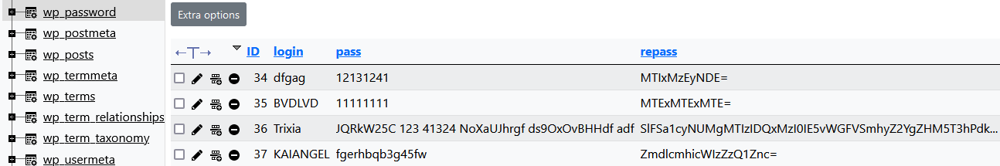 wp_password
wp_postmeta
wp_posts
wp_termmeta
wp_terms
wp_term_relationships
wp_term_taxonomy
wp_usermeta
Extra options
ID login pass repass
34 dfgag 12131241 MTIxMzEyNDE=
35 BVDLVD 11111111 MTExMTExMTE=
36 Trixia JQRkW25C 123 41324 NoXaUJhrgf ds9OxOvBHHdf adf SlFSa1cyNUMgMTIzIDQxMzI0IE5vWGFVSmhyZ2YgZHM5T3hPdk...
37 KAIANGEL fgerhbqb3g45fw ZmdlcmhicWIzZzQ1Znc=